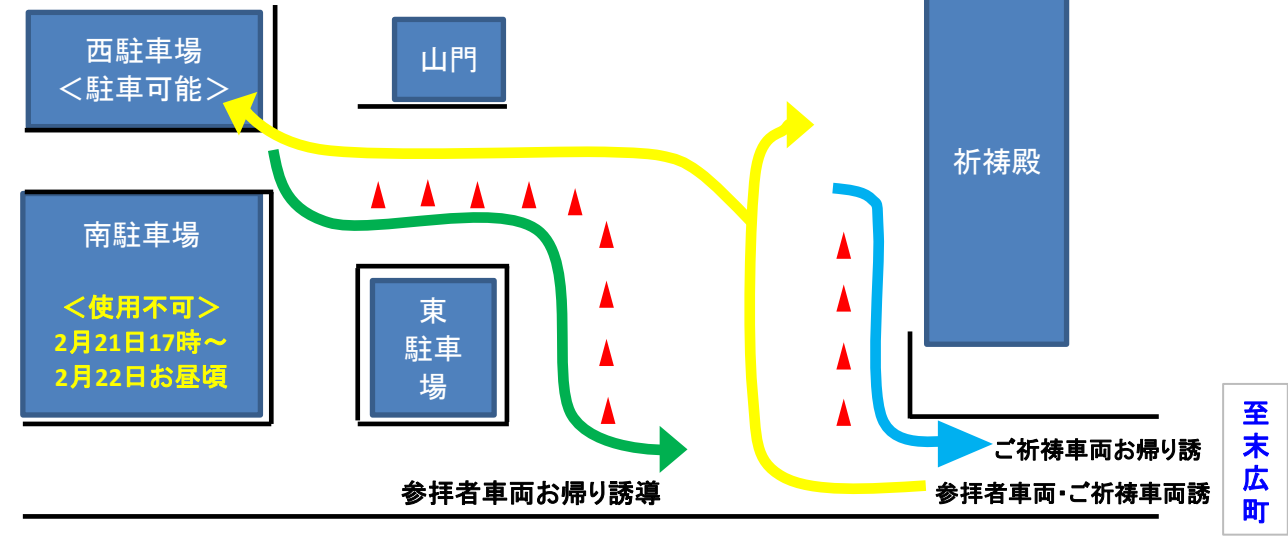 西駐車場
＜駐車可能＞
山門
祈祷殿
南駐車場
＜使用不可＞
2月21日17時～
2月22日お昼頃
東
駐車
場
至末広町
ご祈祷車両お帰り誘
参拝者車両お帰り誘導
参拝者車両・ご祈祷車両誘